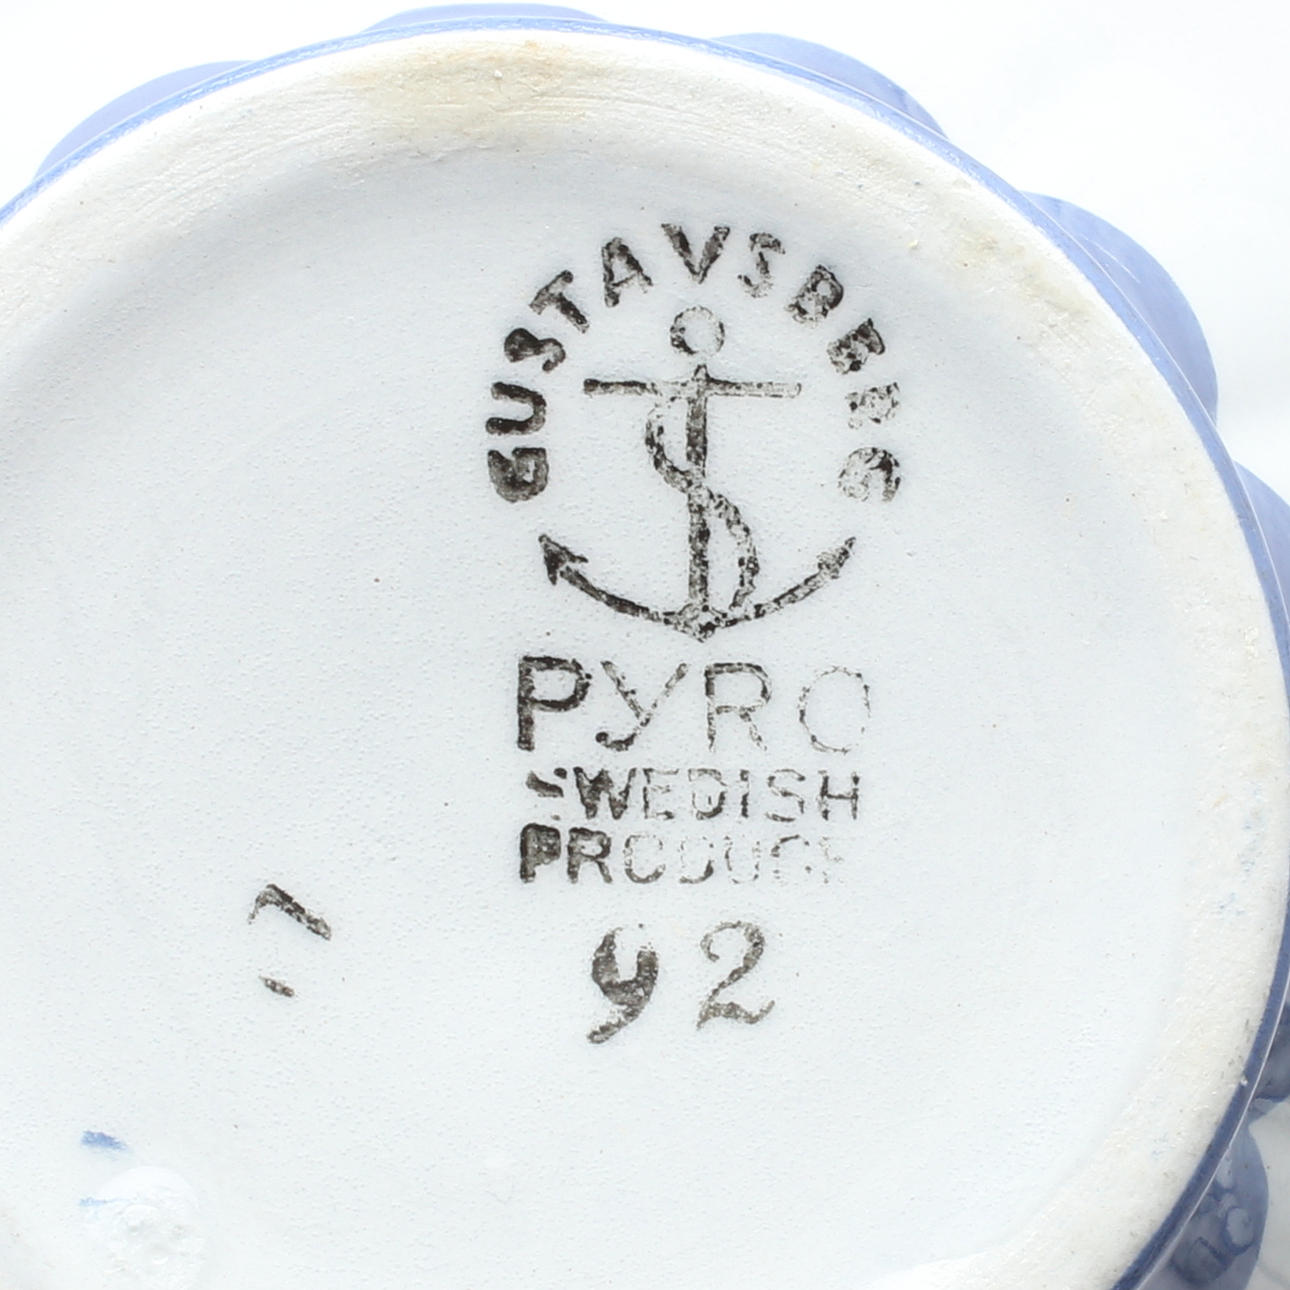 GUSTAVSBERG
PYRO
SWEDISH
PRODUCT
92